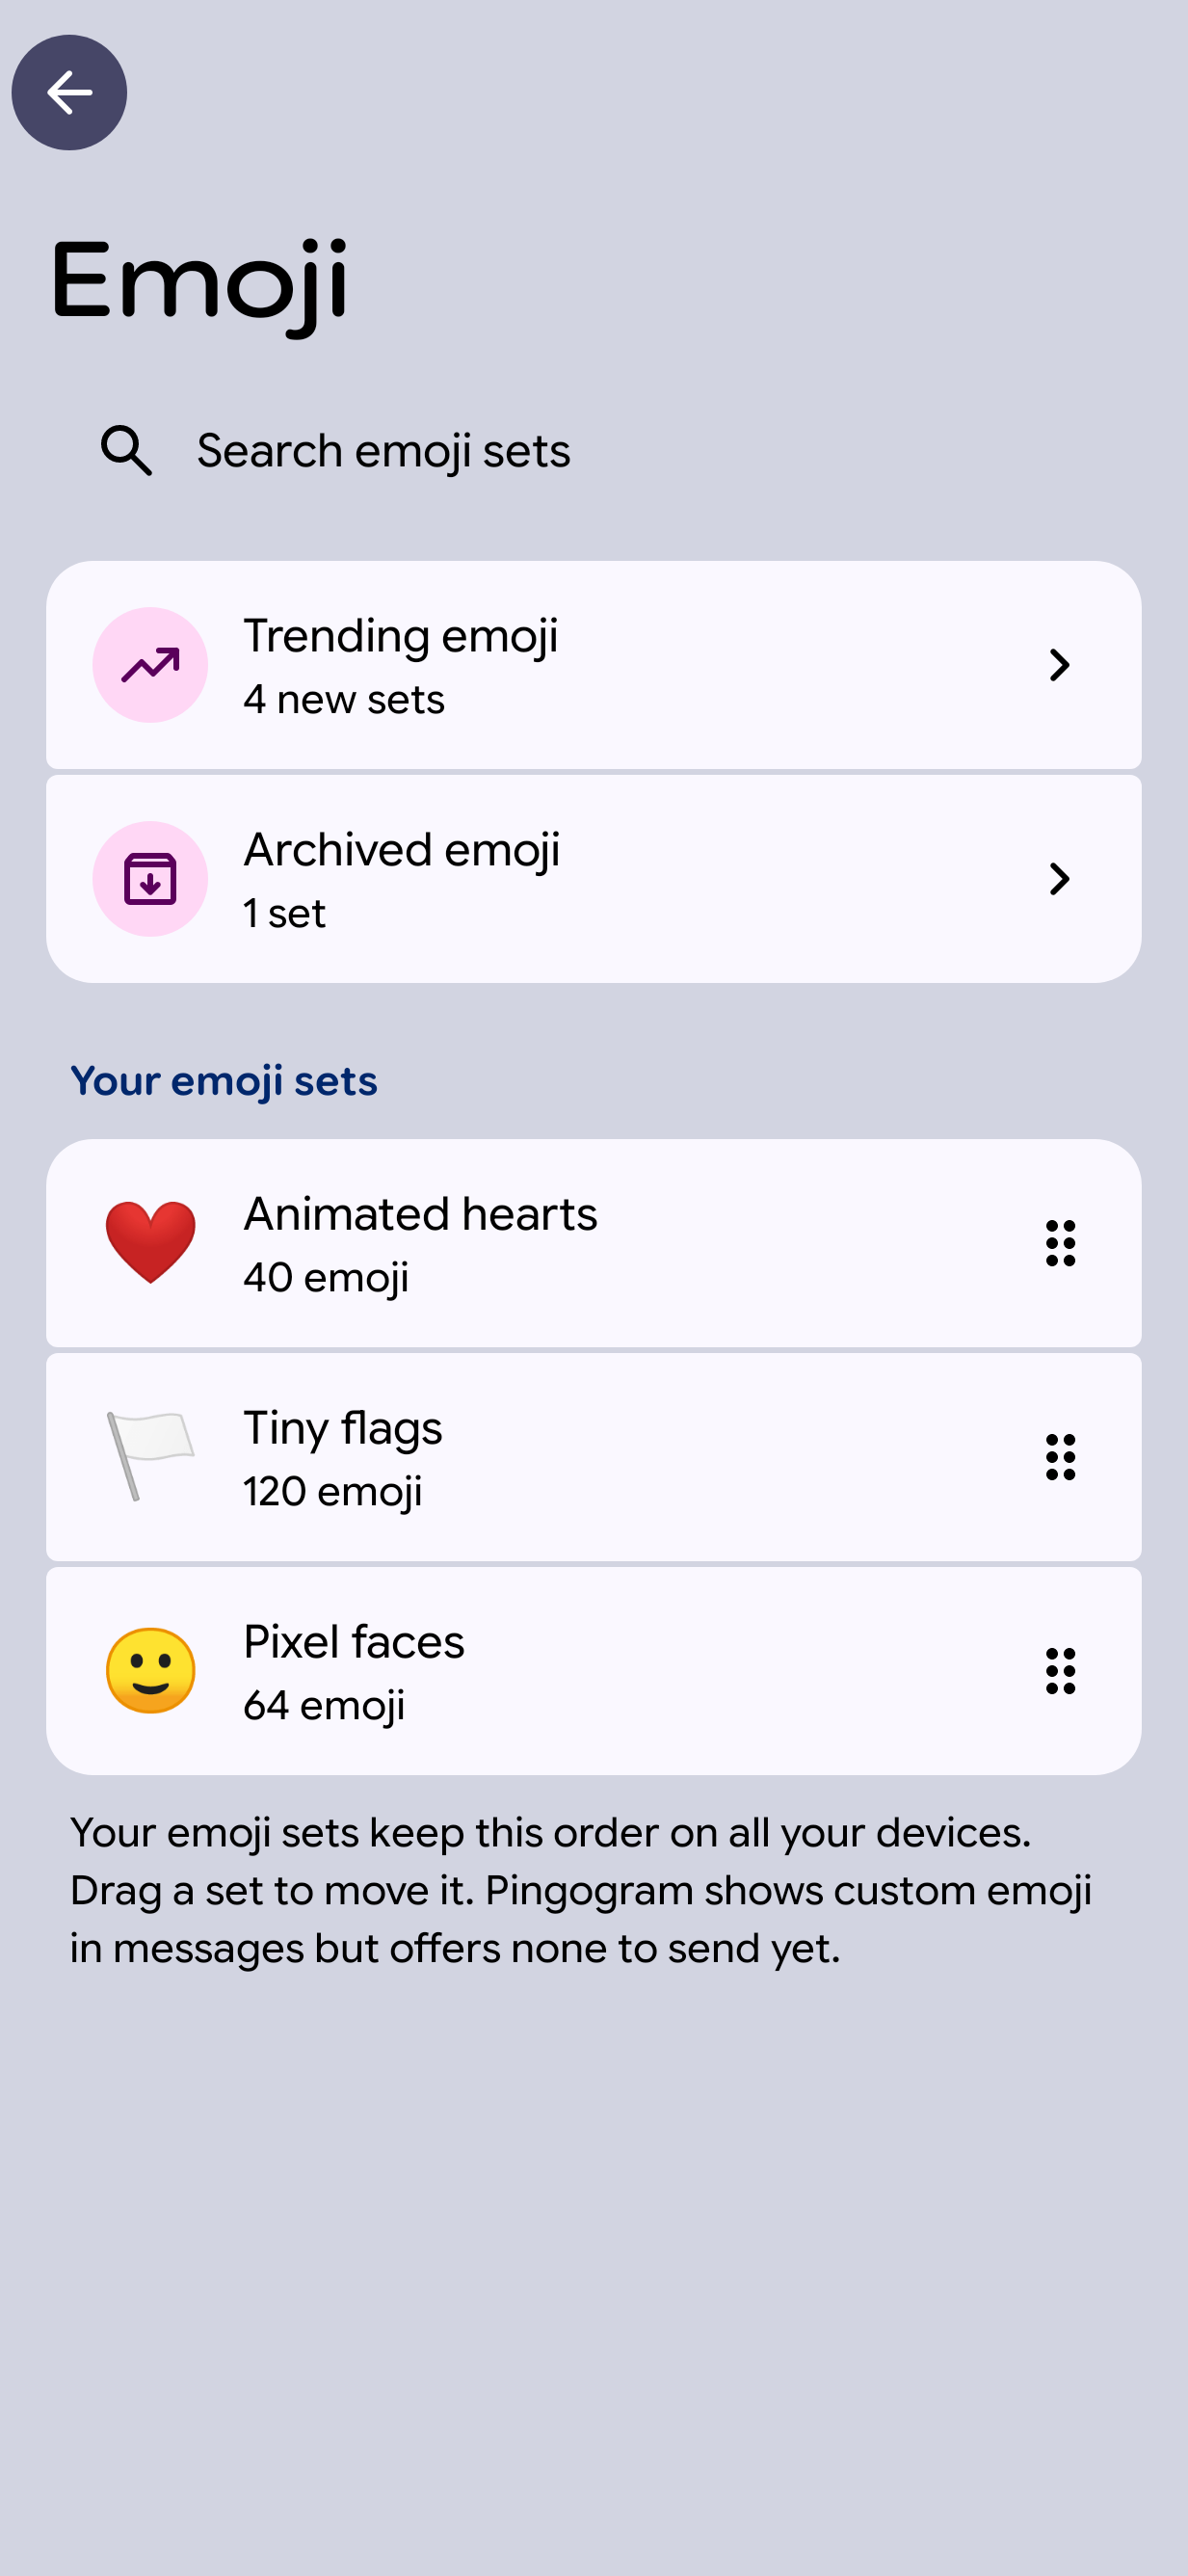 Emoji
Search emoji sets
Trending emoji
4 new sets
Archived emoji
1 set
Your emoji sets
Animated hearts
40 emoji
Tiny flags
120 emoji
Pixel faces
64 emoji
Your emoji sets keep this order on all your devices.
Drag a set to move it. Pingogram shows custom emoji
in messages but offers none to send yet.